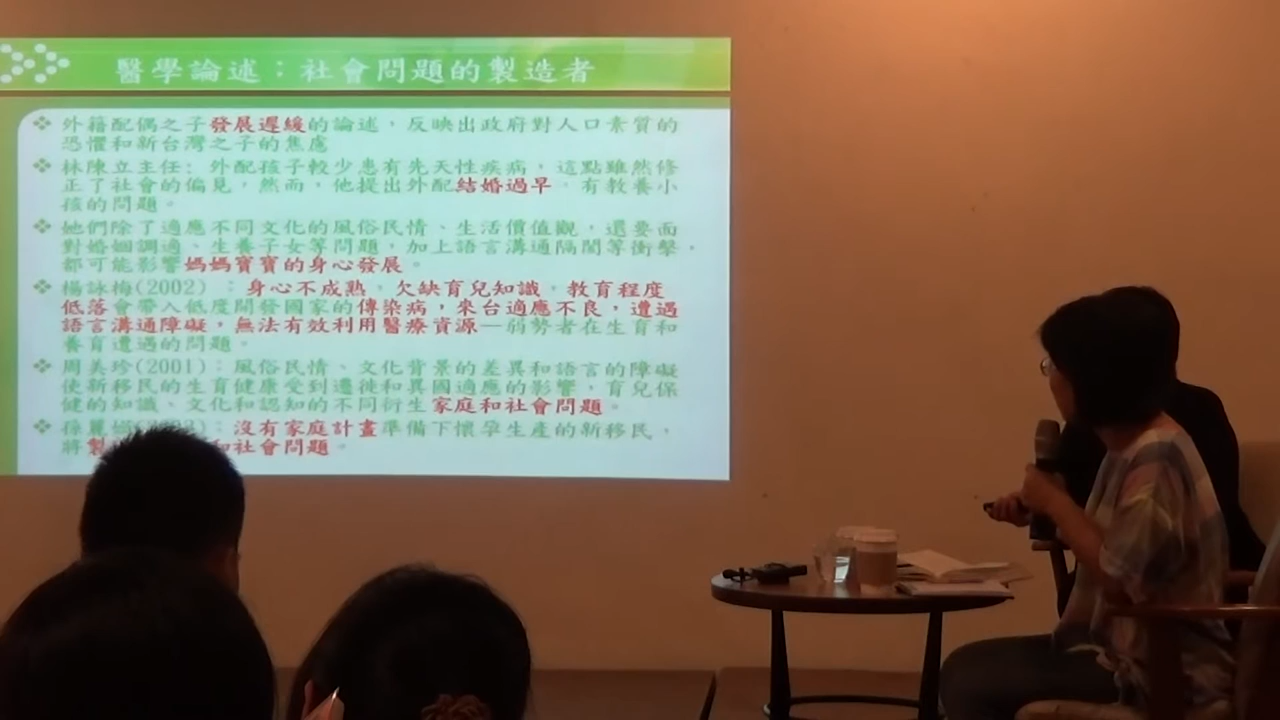 醫學論述：社會問題的製造者
外籍配偶之子發展遲緩的論述，反映出政府對人口素質的
恐懼和新台灣之子的焦慮
林陳立主任: 外配孩子較少患有先天性疾病，這點雖然修
正了社會的偏見，然而，他提出外配結婚過早，有教養小
孩的問題。
她們除了適應不同文化的風俗民情、生活價值觀，還要面
對婚姻調適、生養子女等問題，加上語言溝通隔閡等衝擊，
都可能影響媽媽寶寶的身心發展。
楊詠梅(2002)：身心不成熟，欠缺育兒知識，教育程度
低落會帶入低度開發國家的傳染病，來台適應不良，遭遇
語言溝通障礙，無法有效利用醫療資源—弱勢者在生育和
養育遭遇的問題。
周美珍(2001)：風俗民情、文化背景的差異和語言的障礙
使新移民的生育健康受到遷徙和異國適應的影響，育兒保
健的知識、文化和認知的不同衍生家庭和社會問題。
孫麗 沒有家庭計畫準備下懷孕生產的新移民，
將製 和社會問題。